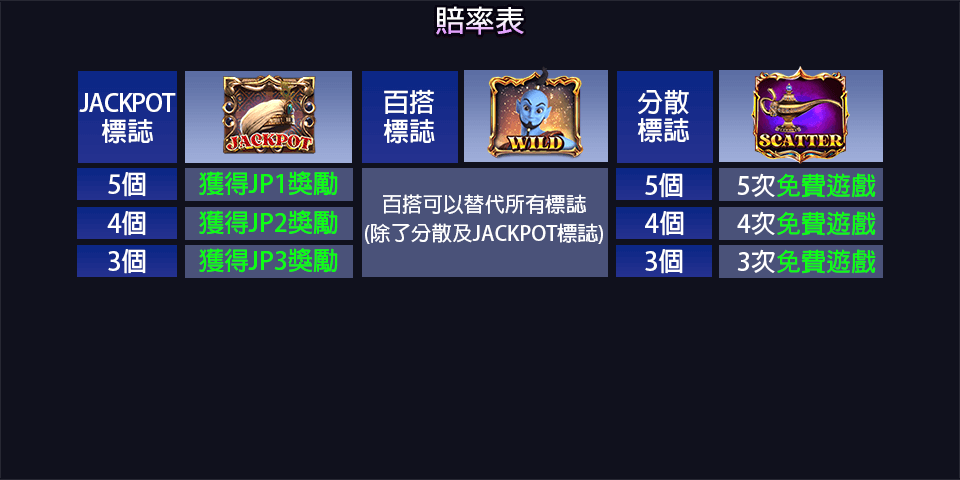 賠率表
JACKPOT
標誌
JACKPOT
百搭
標誌
WILD
分散
標誌
SCATTER
5個 獲得JP1獎勵
4個 獲得JP2獎勵
3個 獲得JP3獎勵
百搭可以替代所有標誌
(除了分散及JACKPOT標誌)
5個 5次免費遊戲
4個 4次免費遊戲
3個 3次免費遊戲